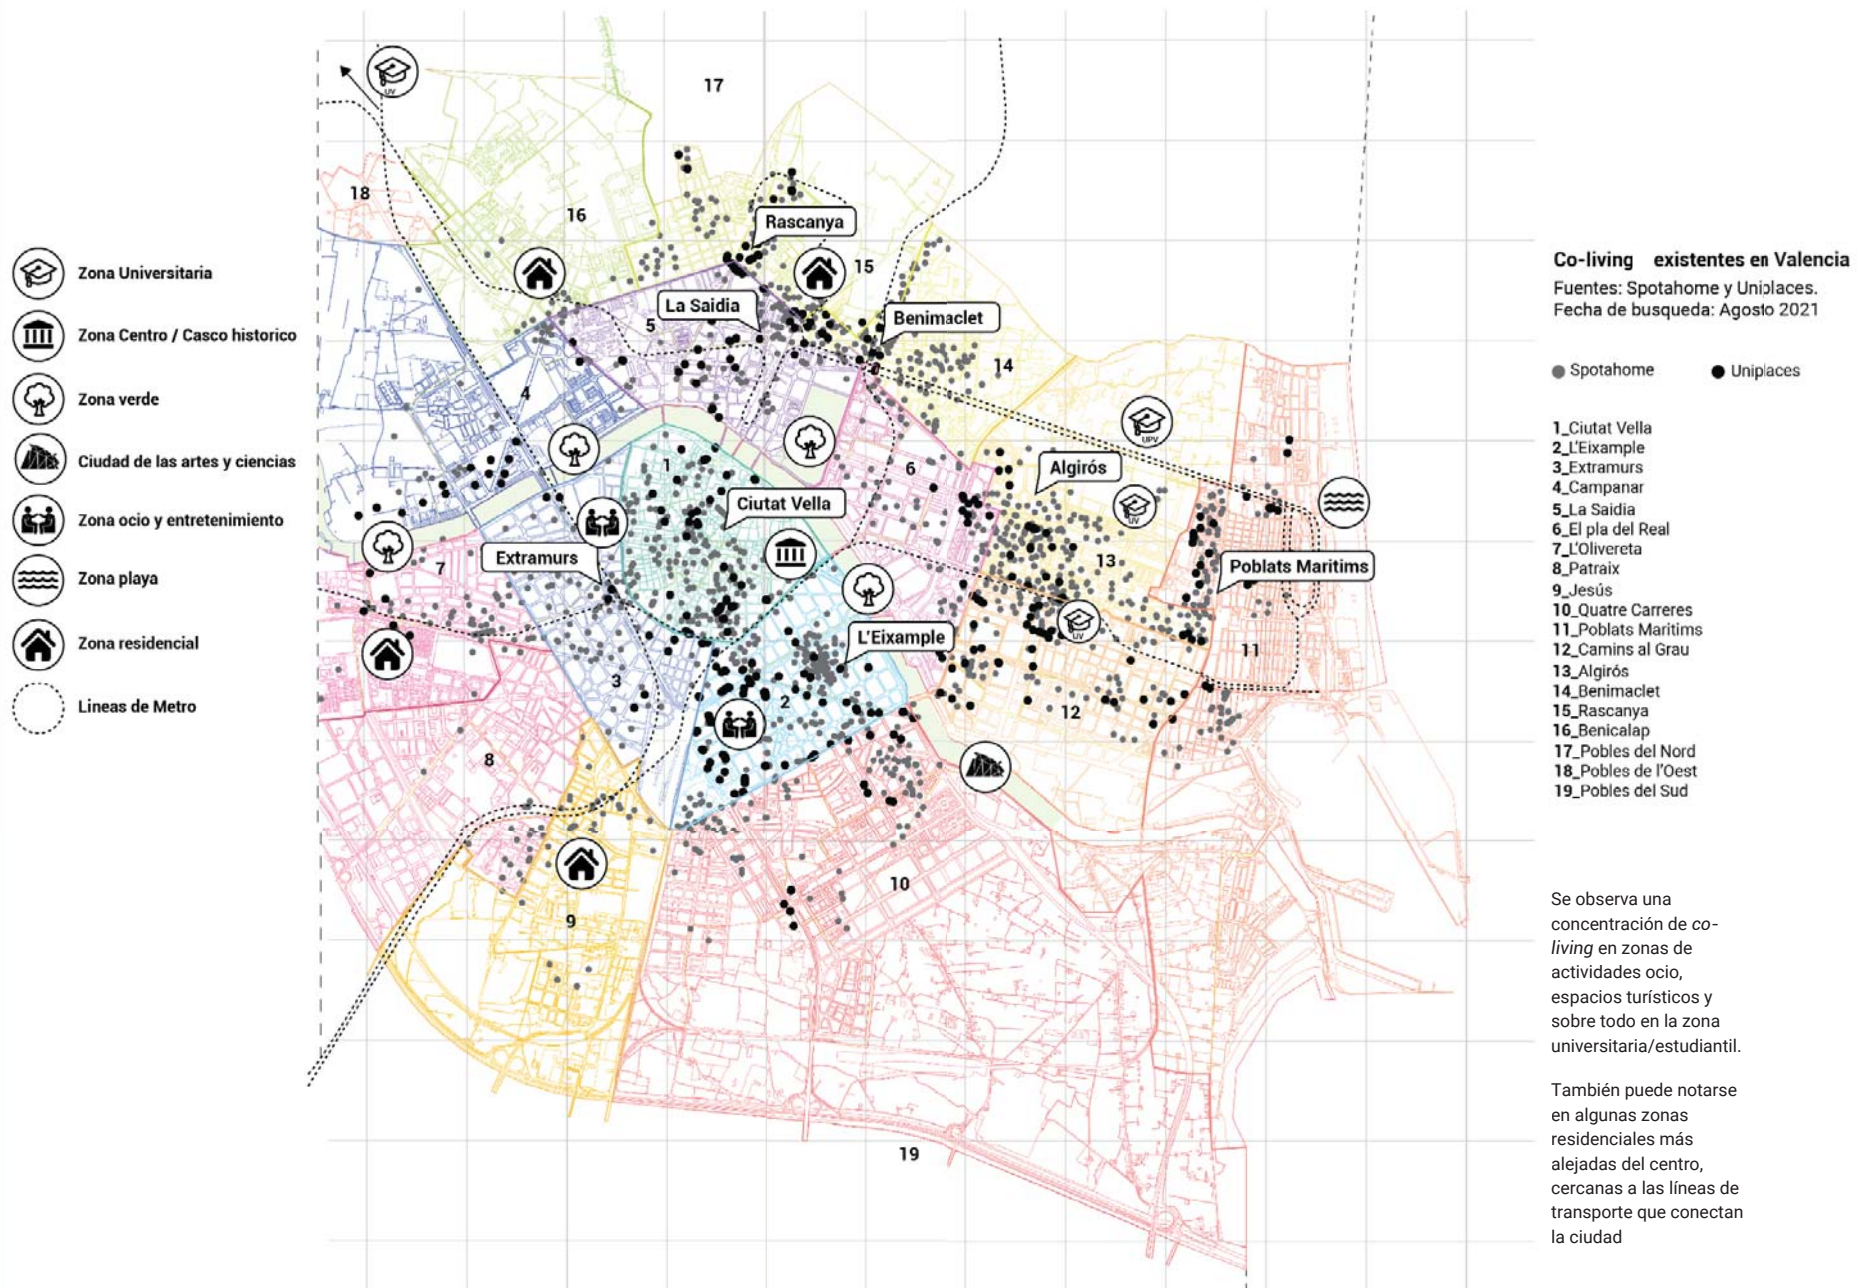 Zona Universitaria
Zona Centro / Casco historico
Zona verde
Ciudad de las artes y ciencias
Zona ocio y entretenimiento
Zona playa
Zona residencial
Lineas de Metro
UV
17
18
16
Rascanya
15
La Saidia
5
Benimaclet
14
4
UPV
1
6
Algirós
Ciutat Vella
UV
Extramurs
7
13
Poblats Maritims
UV
L'Eixample
11
3
2
12
8
10
9
19
Co-living existentes en Valencia
Fuentes: Spotahome y Uniplaces.
Fecha de busqueda: Agosto 2021
Spotahome
Uniplaces
1_Ciutat Vella
2_L'Eixample
3_Extramurs
4_Campanar
5_La Saidia
6_El pla del Real
7_L'Olivereta
8_Patraix
9_Jesús
10_Quatre Carreres
11_Poblats Maritims
12_Camins al Grau
13_Algirós
14_Benimaclet
15_Rascanya
16_Benicalap
17_Pobles del Nord
18_Pobles de l'Oest
19_Pobles del Sud
Se observa una
concentración de co-
living en zonas de
actividades ocio,
espacios turísticos y
sobre todo en la zona
universitaria/estudiantil.
También puede notarse
en algunas zonas
residenciales más
alejadas del centro,
cercanas a las líneas de
transporte que conectan
la ciudad